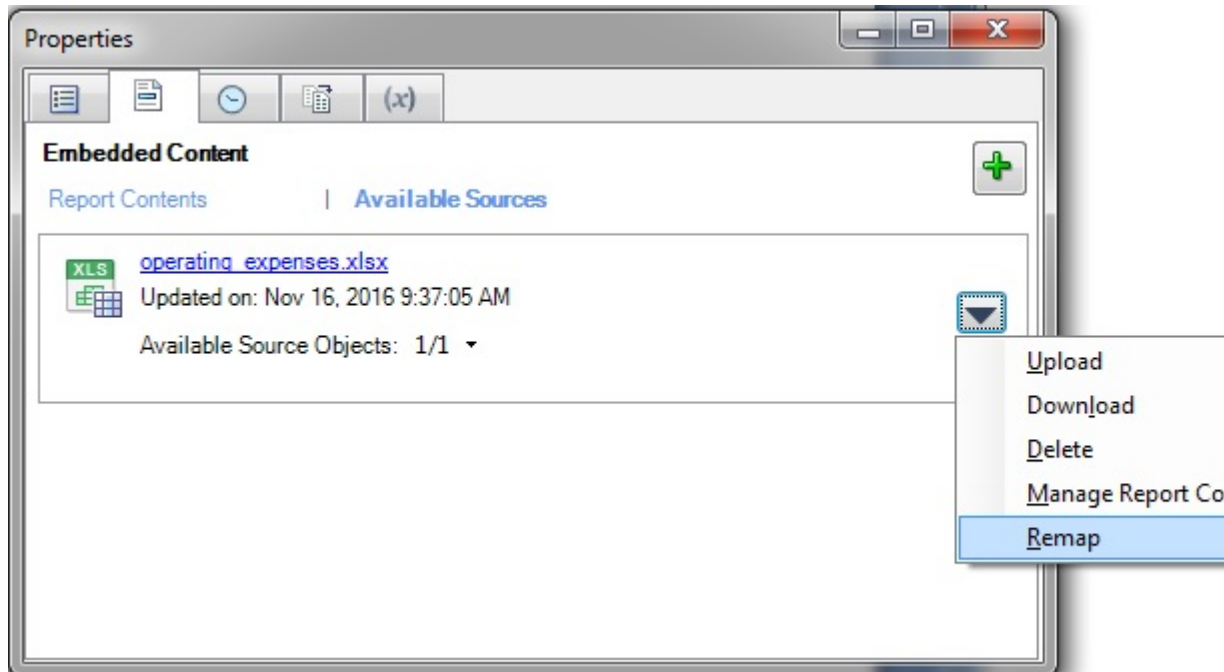 Properties
(x)
Embedded Content
Report Contents | Available Sources
XLS
operating_expenses.xlsx
Updated on: Nov 16, 2016 9:37:05 AM
Available Source Objects: 1/1
Upload
Download
Delete
Manage Report Co
Remap